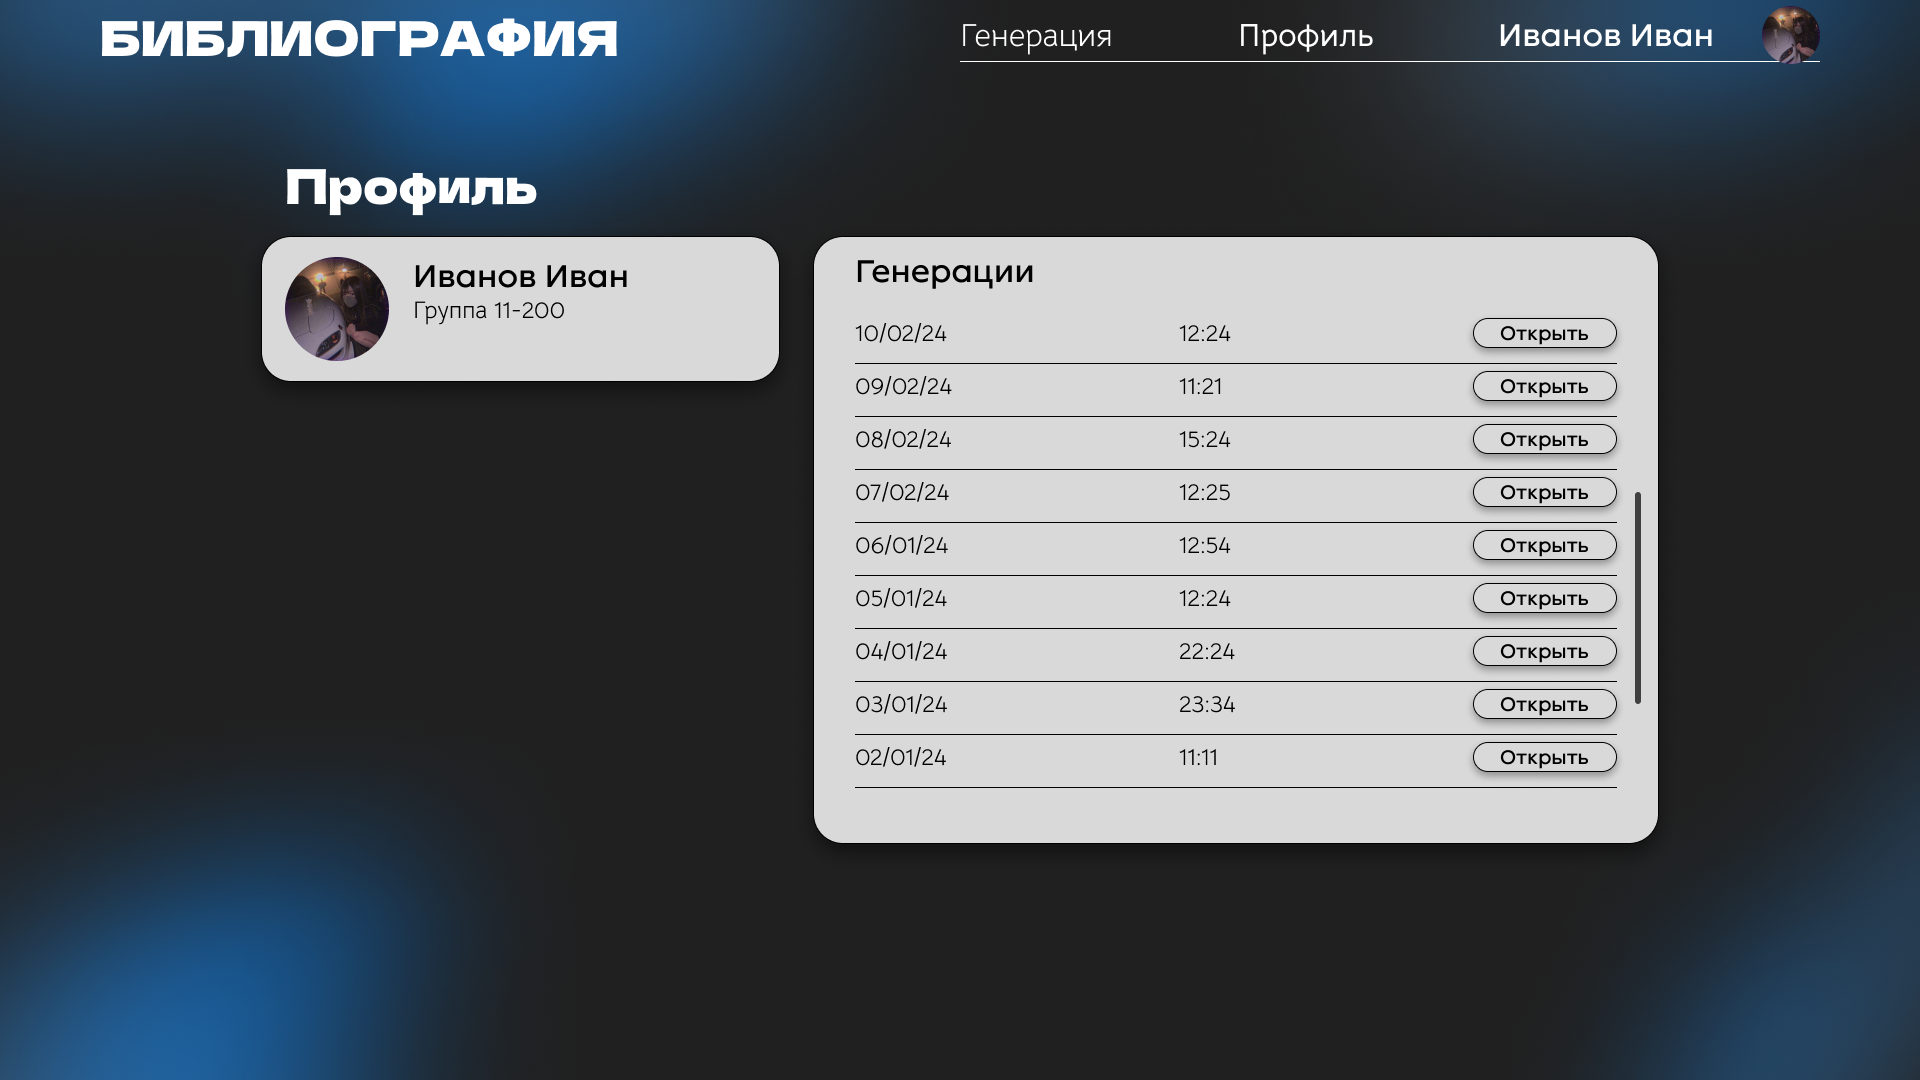 БИБЛИОГРАФИЯ
Генерация Профиль Иванов Иван
Профиль
Иванов Иван
Группа 11-200
Генерации
10/02/24 12:24 Открыть
09/02/24 11:21 Открыть
08/02/24 15:24 Открыть
07/02/24 12:25 Открыть
06/01/24 12:54 Открыть
05/01/24 12:24 Открыть
04/01/24 22:24 Открыть
03/01/24 23:34 Открыть
02/01/24 11:11 Открыть